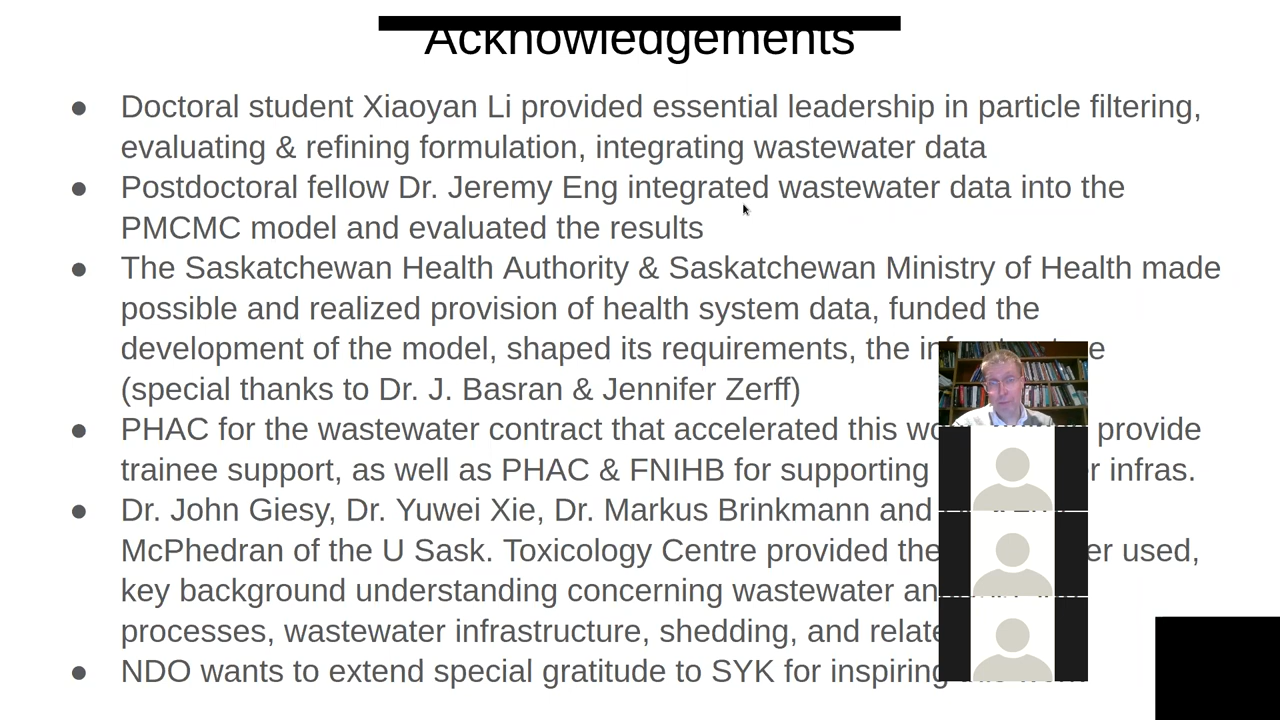 Acknowledgements
● Doctoral student Xiaoyan Li provided essential leadership in particle filtering,
evaluating & refining formulation, integrating wastewater data
● Postdoctoral fellow Dr. Jeremy Eng integrated wastewater data into the
PMCMC model and evaluated the results
● The Saskatchewan Health Authority & Saskatchewan Ministry of Health made
possible and realized provision of health system data, funded the
development of the model, shaped its requirements, the
(special thanks to Dr. J. Basran & Jennifer Zerff)
● PHAC for the wastewater contract that accelerated this provide
trainee support, as well as PHAC & FNIHB for supporting infras.
● Dr. John Giesy, Dr. Yuwei Xie, Dr. Markus Brinkmann and
McPhedran of the U Sask. Toxicology Centre provided the used,
key background understanding concerning wastewater
processes, wastewater infrastructure, shedding, and
● NDO wants to extend special gratitude to SYK for inspiring